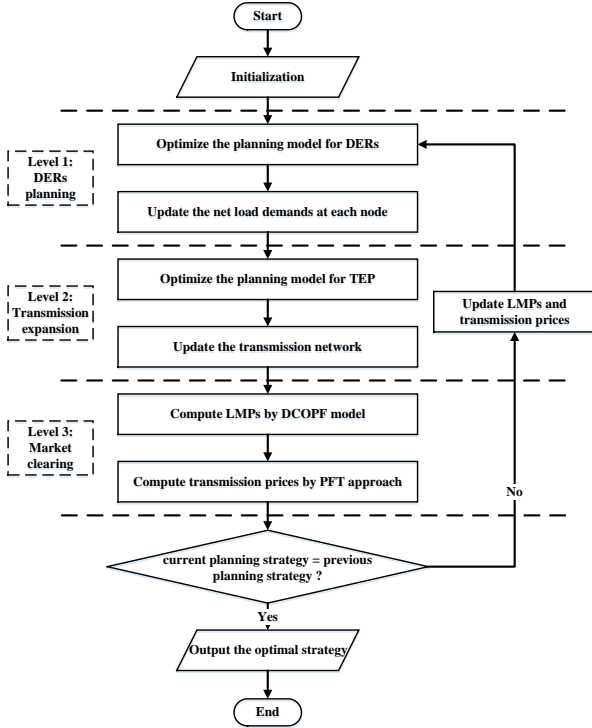 Start
Initialization
Level 1:
DERs
planning
Optimize the planning model for DERs
Update the net load demands at each node
Level 2:
Transmission
expansion
Optimize the planning model for TEP
Update the transmission network
Update LMPs and
transmission prices
Level 3:
Market
clearing
Compute LMPs by DCOPF model
Compute transmission prices by PFT approach
No
current planning strategy = previous
planning strategy ?
Yes
Output the optimal strategy
End